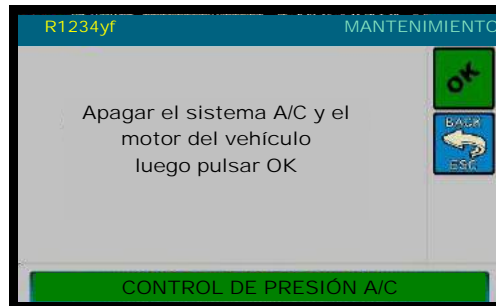 R1234yf MANTENIMIENTO
OK
Apagar el sistema A/C y el
motor del vehículo
luego pulsar OK
BACK
ESC
CONTROL DE PRESIÓN A/C